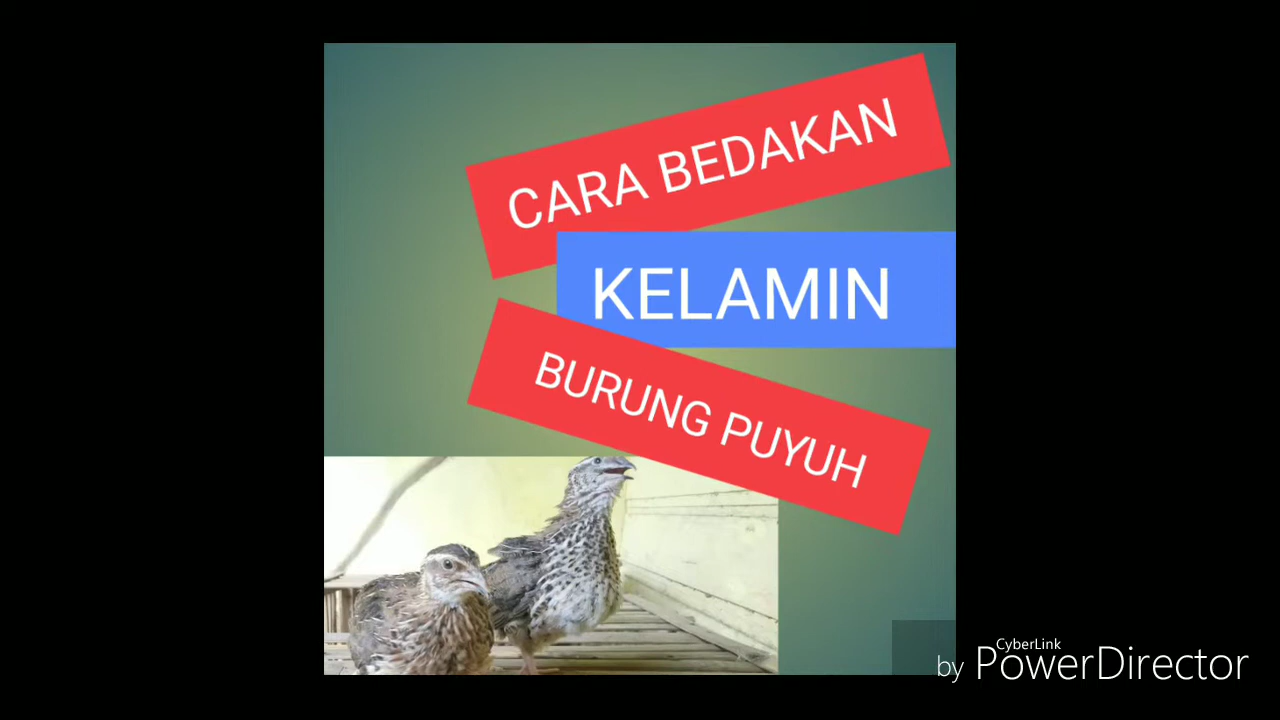 CARA BEDAKAN
KELAMIN
BURUNG PUYUH
CyberLink
by PowerDirector